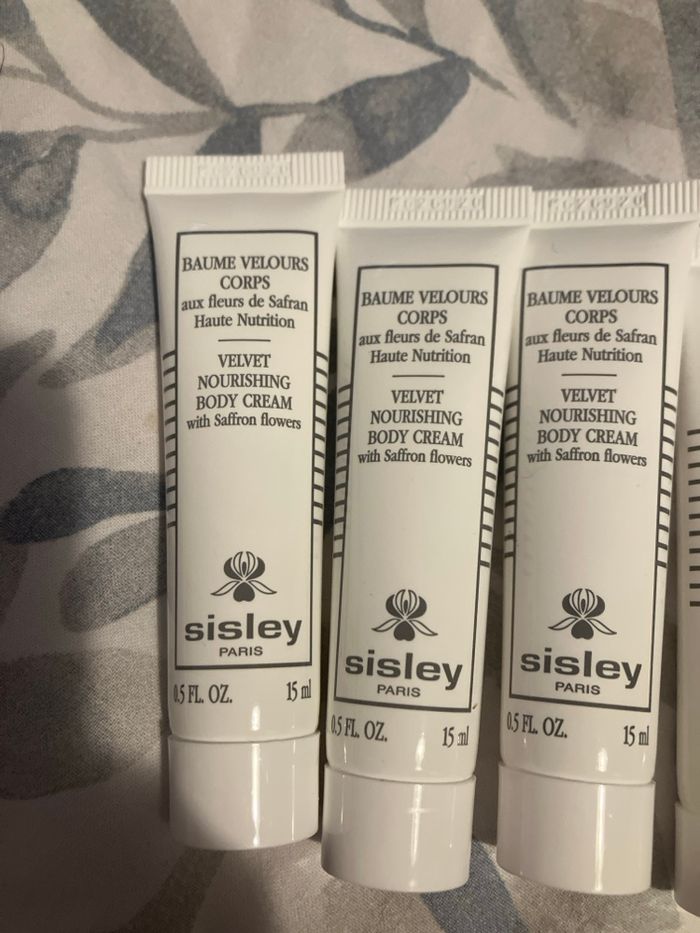 BAUME VELOURS
CORPS
aux fleurs de Safran
Haute Nutrition
VELVET
NOURISHING
BODY CREAM
with Saffron flowers
sisley
PARIS
0.5 FL. OZ. 15 ml
BAUME VELOURS
CORPS
aux fleurs de Safran
Haute Nutrition
VELVET
NOURISHING
BODY CREAM
with Saffron flowers
sisley
PARIS
0.5 FL. OZ. 15 ml
BAUME VELOURS
CORPS
aux fleurs de Safran
Haute Nutrition
VELVET
NOURISHING
BODY CREAM
with Saffron flowers
sisley
PARIS
0.5 FL. OZ. 15 ml